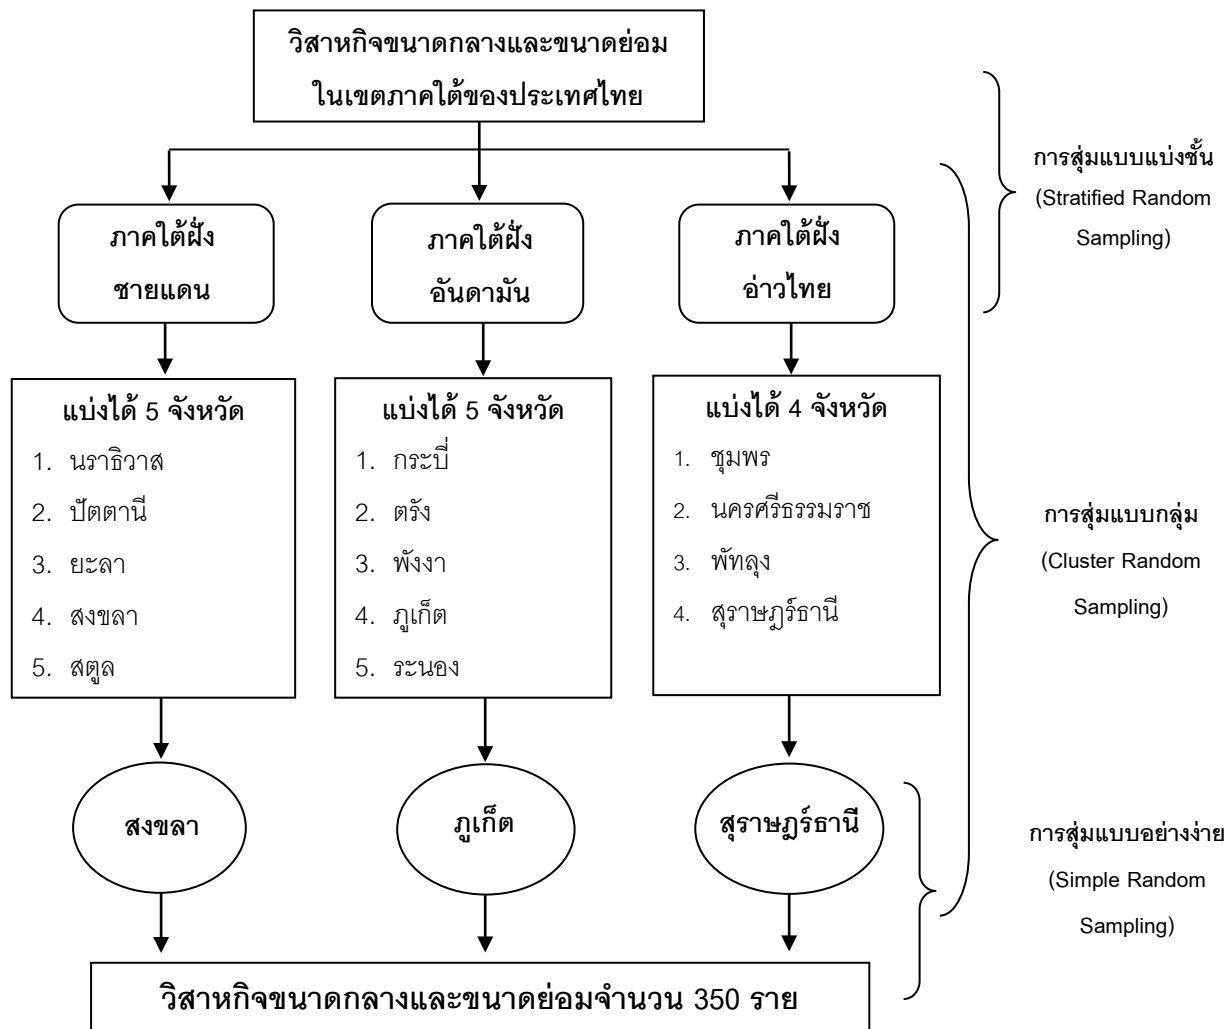 วิสาหกิจขนาดกลางและขนาดย่อม
ในเขตภาคใต้ของประเทศไทย
การสุ่มแบบแบ่งชั้น
(Stratified Random
Sampling)
ภาคใต้ฝั่ง
ชายแดน
ภาคใต้ฝั่ง
อันดามัน
ภาคใต้ฝั่ง
อ่าวไทย
แบ่งได้ 5 จังหวัด
1. นราธิวาส
2. ปัตตานี
3. ยะลา
4. สงขลา
5. สตูล
แบ่งได้ 5 จังหวัด
1. กระบี่
2. ตรัง
3. พังงา
4. ภูเก็ต
5. ระนอง
แบ่งได้ 4 จังหวัด
1. ชุมพร
2. นครศรีธรรมราช
3. พัทลุง
4. สุราษฎร์ธานี
การสุ่มแบบกลุ่ม
(Cluster Random
Sampling)
สงขลา
ภูเก็ต
สุราษฎร์ธานี
การสุ่มแบบอย่างง่าย
(Simple Random
Sampling)
วิสาหกิจขนาดกลางและขนาดย่อมจำนวน 350 ราย